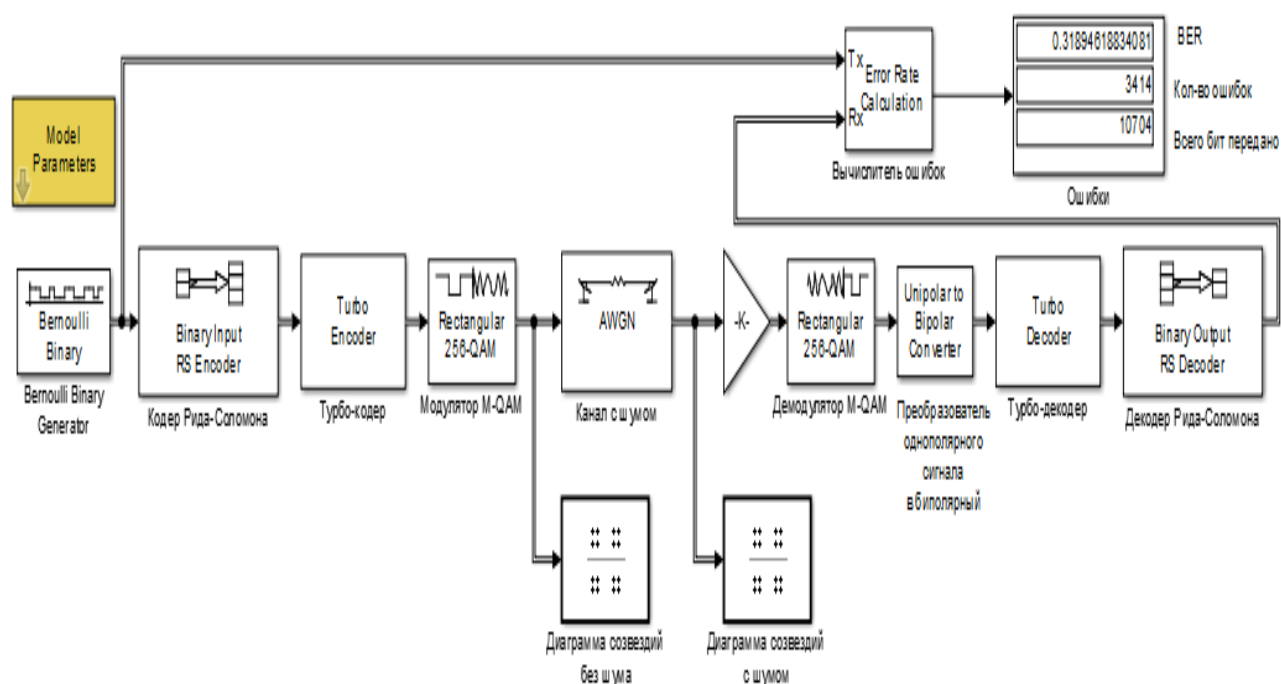 0.31894618834081
BER
Tx
Error Rate
Calculation
3414
Кол-во ошибок
Rx
10704
Всего бит передано
Вычислитель ошибок
Ошибки
Model
Parameters
Bernoulli
Binary
Bernoulli Binary
Generator
Binary Input
RS Encoder
Кодер Рида-Соломона
Turbo
Encoder
Турбо-кодер
Rectangular
256-QAM
Модулятор M-QAM
AWGN
Канал с шумом
-K-
Rectangular
256-QAM
Демодулятор M-QAM
Unipolar to
Bipolar
Converter
Преобразователь
однополярного
сигнала
в биполярный
Turbo
Decoder
Турбо-декодер
Binary Output
RS Decoder
Декодер Рида-Соломона
Диаграмма созвездий
без шума
Диаграмма созвездий
с шумом